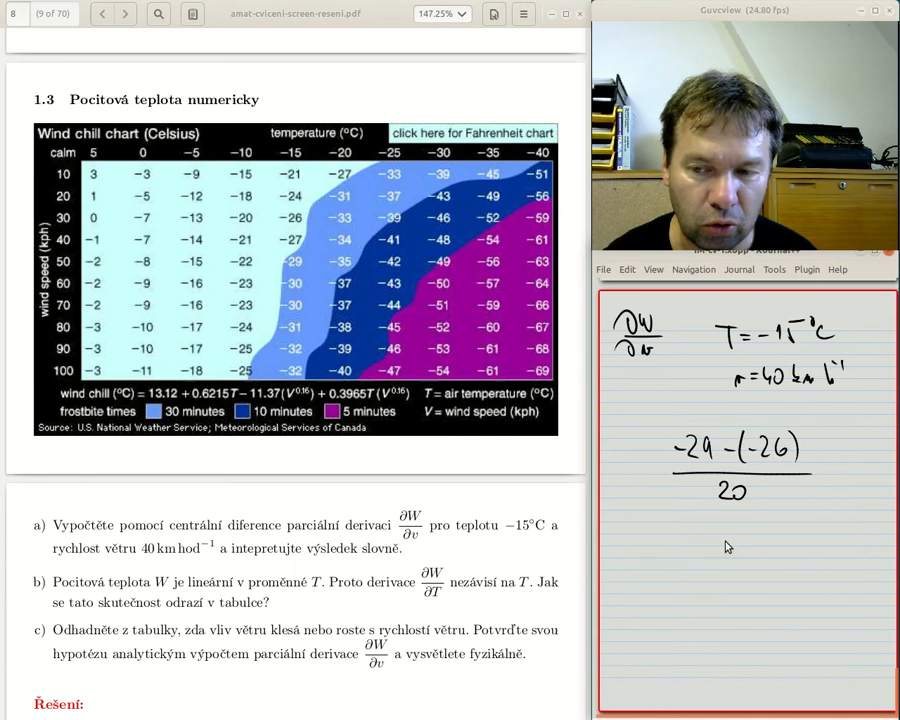 8 (9 of 70) amat-cviceni-screen-reseni.pdf 147.25%
Guvcview (24.80 fps)
1.3 Pocitová teplota numericky
Wind chill chart (Celsius) temperature (°C) click here for Fahrenheit chart
calm 5 0 −5 −10 −15 −20 −25 −30 −35 −40
10 3 −3 −9 −15 −21 −27 −33 −39 −45 −51
20 1 −5 −12 −18 −24 −31 −37 −43 −49 −56
30 0 −7 −13 −20 −26 −33 −39 −46 −52 −59
40 −1 −7 −14 −21 −27 −34 −41 −48 −54 −61
50 −2 −8 −15 −22 −29 −35 −42 −49 −56 −63
60 −2 −9 −16 −23 −30 −37 −43 −50 −57 −64
70 −2 −9 −16 −23 −30 −37 −44 −51 −59 −66
80 −3 −10 −17 −24 −31 −38 −45 −52 −60 −67
90 −3 −10 −17 −25 −32 −39 −46 −53 −61 −68
100 −3 −11 −18 −25 −32 −40 −47 −54 −61 −69
wind speed (kph)
wind chill (°C) = 13.12 + 0.6215T − 11.37(V^0.16) + 0.3965T(V^0.16) T = air temperature (°C)
frostbite times 30 minutes 10 minutes 5 minutes V = wind speed (kph)
Source: U.S. National Weather Service; Meteorological Services of Canada
a) Vypočtěte pomocí centrální diference parciální derivaci ∂W/∂v pro teplotu −15°C a
rychlost větru 40 km hod⁻¹ a intepretujte výsledek slovně.
b) Pocitová teplota W je lineární v proměnné T. Proto derivace ∂W/∂T nezávisí na T. Jak
se tato skutečnost odrazí v tabulce?
c) Odhadněte z tabulky, zda vliv větru klesá nebo roste s rychlostí větru. Potvrďte svou
hypotézu analytickým výpočtem parciální derivace ∂W/∂v a vysvětlete fyzikálně.
Řešení:
File Edit View Navigation Journal Tools Plugin Help
∂W/∂v T = −15°C
v = 40 km h⁻¹
−29 − (−26)
20